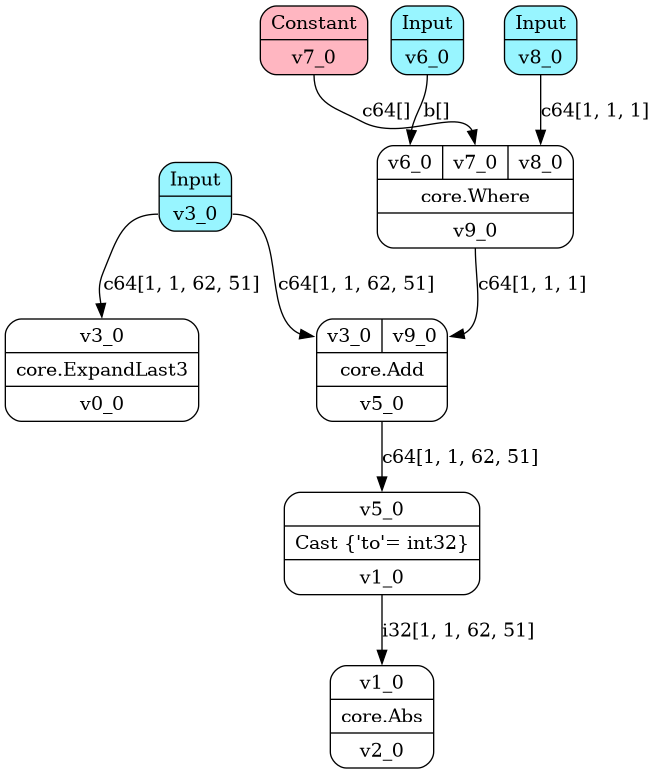 Constant
v7_0
Input
v6_0
Input
v8_0
c64[]
b[]
c64[1, 1, 1]
v6_0 v7_0 v8_0
core.Where
v9_0
Input
v3_0
c64[1, 1, 62, 51]
c64[1, 1, 62, 51]
c64[1, 1, 1]
v3_0
core.ExpandLast3
v0_0
v3_0 v9_0
core.Add
v5_0
c64[1, 1, 62, 51]
v5_0
Cast {'to'= int32}
v1_0
i32[1, 1, 62, 51]
v1_0
core.Abs
v2_0